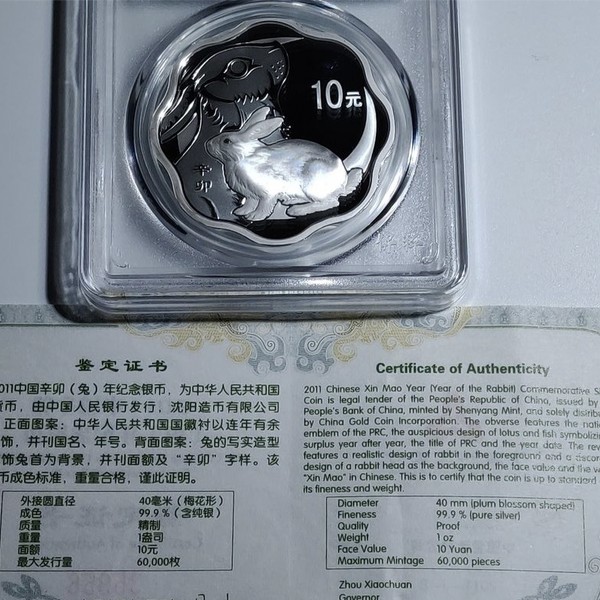 10元
辛
卯
鉴定证书
2011中国辛卯（兔）年纪念银币，为中华人民共和国
货币，由中国人民银行发行，沈阳造币有限公司
正面图案：中华人民共和国国徽衬以连年有余
饰，并刊国名、年号。背面图案：兔的写实造型
饰兔首为背景，并刊面额及“辛卯”字样。该
币成色标准，重量合格，谨此证明。
外接圆直径 40毫米（梅花形）
成色 99.9%（含纯银）
质量 精制
重量 1盎司
面额 10元
最大发行量 60,000枚
Certificate of Authenticity
2011 Chinese Xin Mao Year (Year of the Rabbit) Commemorative
Coin is legal tender of the People's Republic of China, issued by
People's Bank of China, minted by Shenyang Mint, and solely
by China Gold Coin Incorporation. The obverse features the
emblem of the PRC, the auspicious design of lotus and fish
surplus year after year, the title of PRC and the year date. The
features a realistic design of rabbit in the foreground and a
design of a rabbit head as the background, the face value and the
"Xin Mao" in Chinese. This is to certify that the coin is up to standard
its fineness and weight.
Diameter 40 mm (plum blossom shaped)
Fineness 99.9 % (pure silver)
Quality Proof
Weight 1 oz
Face Value 10 Yuan
Maximum Mintage 60,000 pieces
Zhou Xiaochuan
Governor